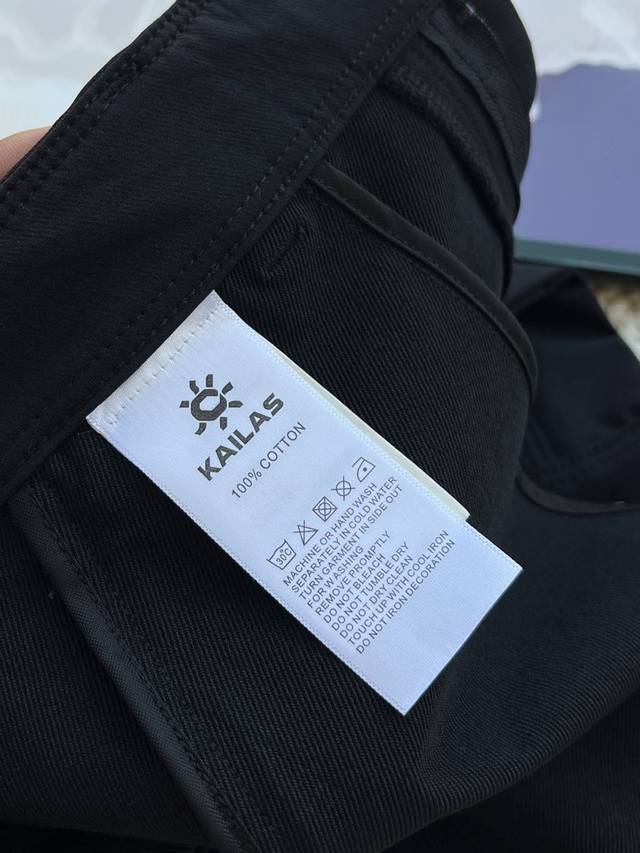 KAILAS
100% COTTON
30C
MACHINE OR HAND WASH
SEPARATELY IN COLD WATER
TURN GARMENT IN SIDE OUT
FOR WASHING
REMOVE PROMPTLY
DO NOT BLEACH
DO NOT TUMBLE DRY
DO NOT DRY CLEAN
TOUCH UP WITH COOL IRON
DO NOT IRON DECORATION